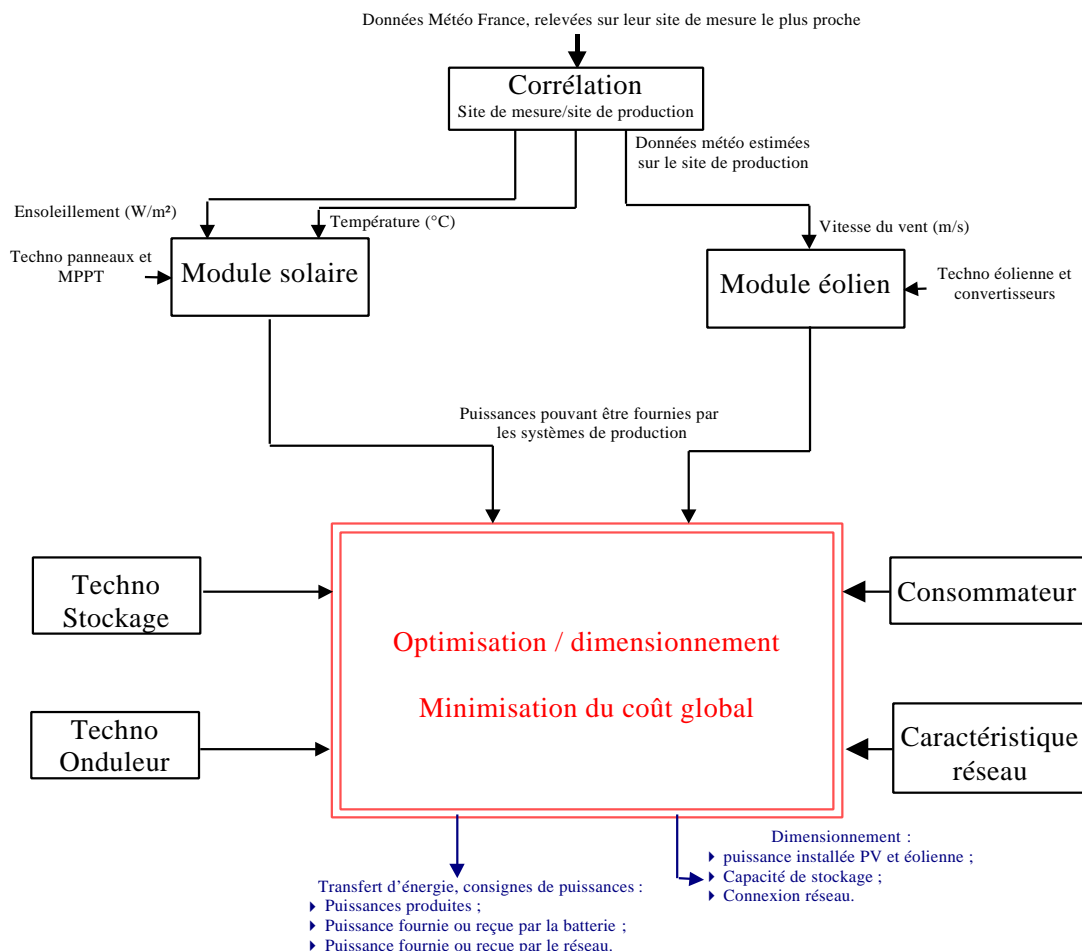 Données Météo France, relevées sur leur site de mesure le plus proche
Corrélation
Site de mesure/site de production
Données météo estimées
sur le site de production
Ensoleillement (W/m²)
Température (°C)
Vitesse du vent (m/s)
Techno panneaux et
MPPT
Module solaire
Module éolien
Techno éolienne et
convertisseurs
Puissances pouvant être fournies par
les systèmes de production
Techno
Stockage
Consommateur
Optimisation / dimensionnement
Minimisation du coût global
Techno
Onduleur
Caractéristique
réseau
Transfert d’énergie, consignes de puissances :
Puissances produites ;
Puissance fournie ou reçue par la batterie ;
Puissance fournie ou reçue par le réseau.
Dimensionnement :
puissance installée PV et éolienne ;
Capacité de stockage ;
Connexion réseau.